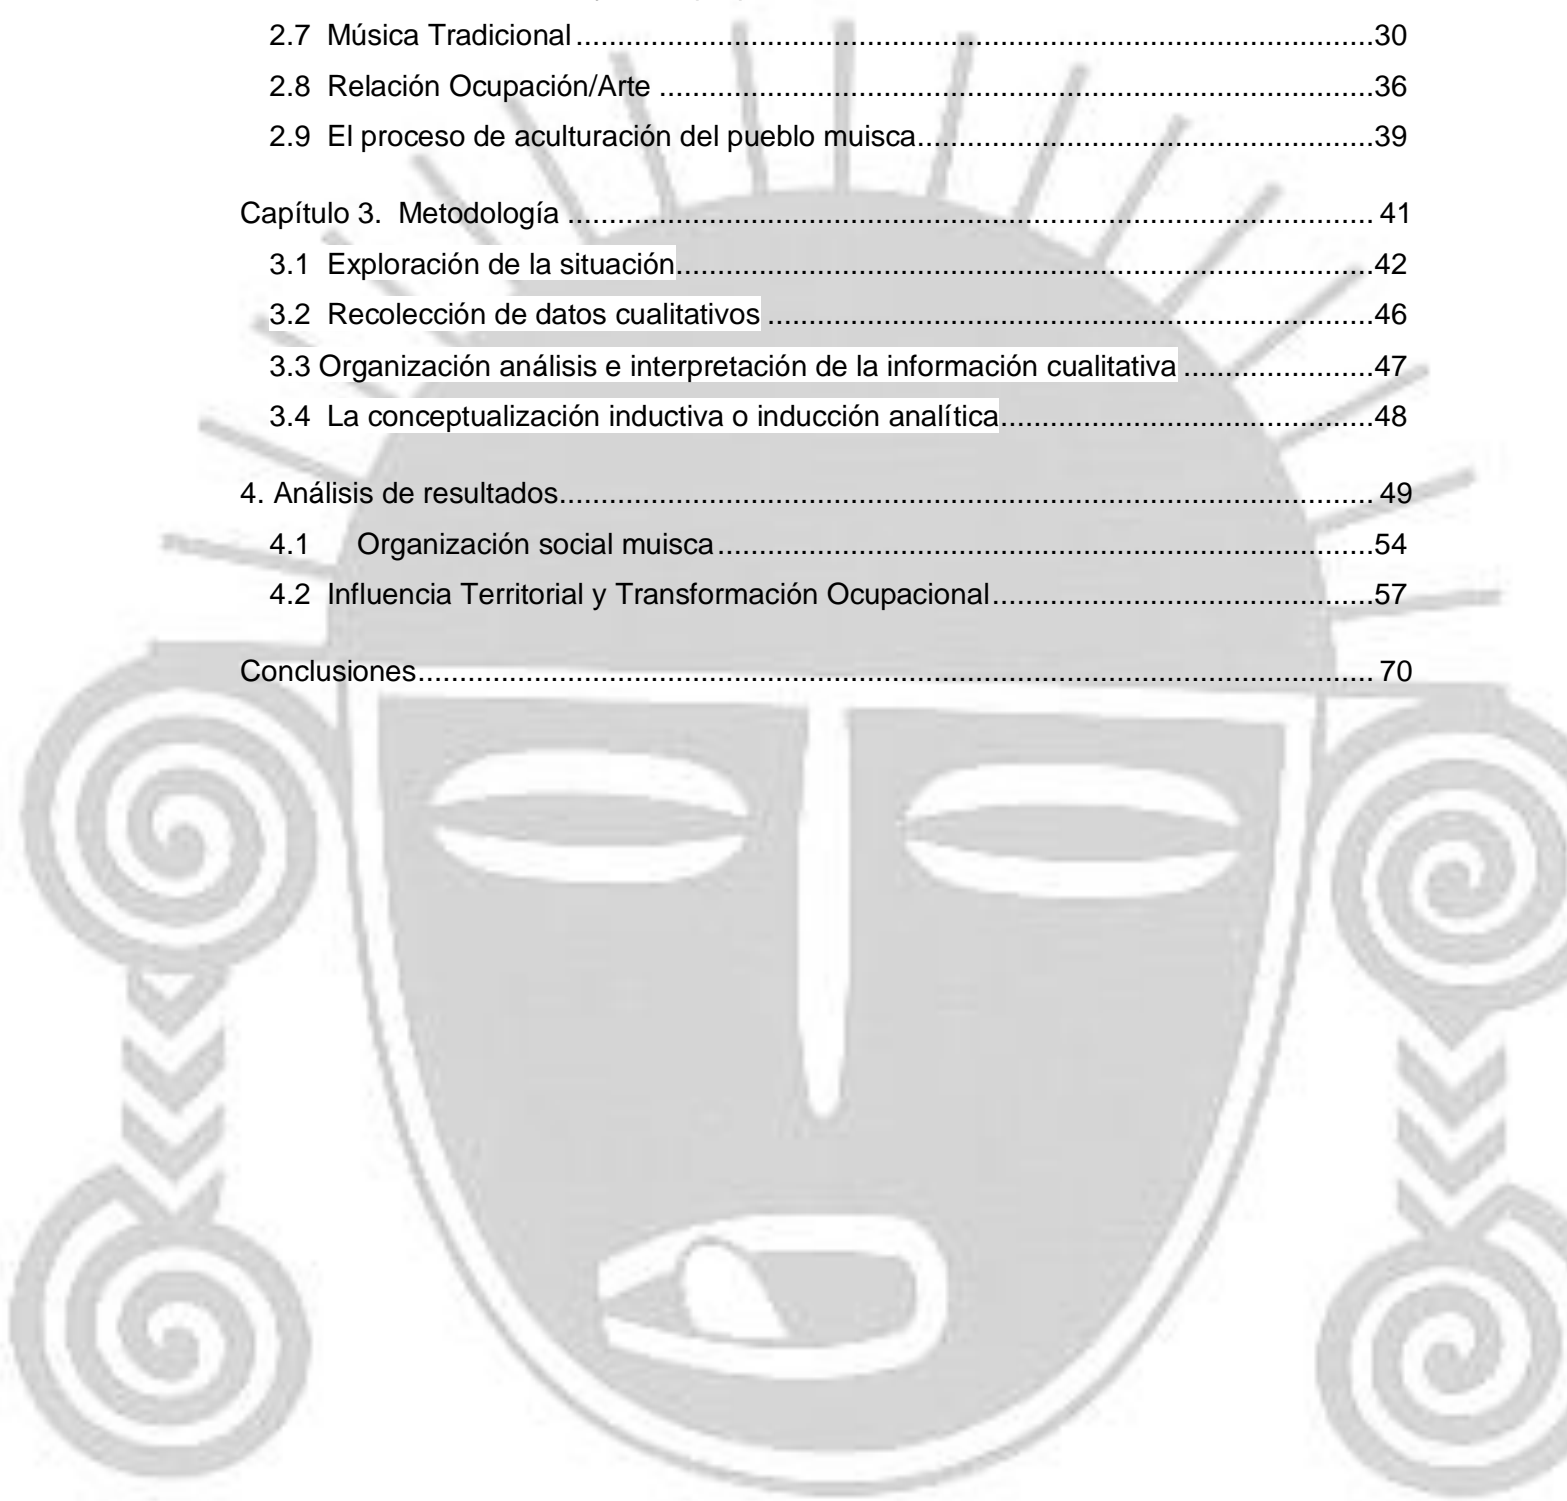 2.7 Música Tradicional ....................................................................................................30
2.8 Relación Ocupación/Arte .........................................................................................36
2.9 El proceso de aculturación del pueblo muisca.........................................................39
Capítulo 3. Metodología ..................................................................................................... 41
3.1 Exploración de la situación.......................................................................................42
3.2 Recolección de datos cualitativos ............................................................................46
3.3 Organización análisis e interpretación de la información cualitativa ........................47
3.4 La conceptualización inductiva o inducción analítica...............................................48
4. Análisis de resultados...................................................................................................... 49
4.1 Organización social muisca..................................................................................54
4.2 Influencia Territorial y Transformación Ocupacional................................................57
Conclusiones........................................................................................................................ 70